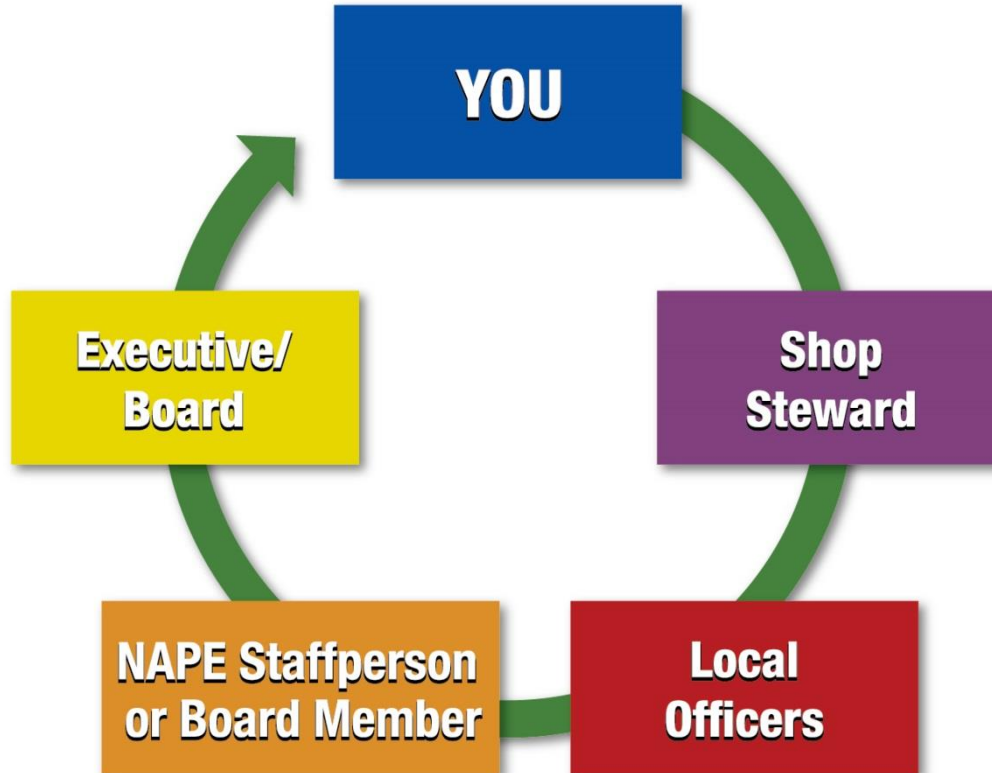 YOU
Shop
Steward
Local
Officers
NAPE Staffperson
or Board Member
Executive/
Board